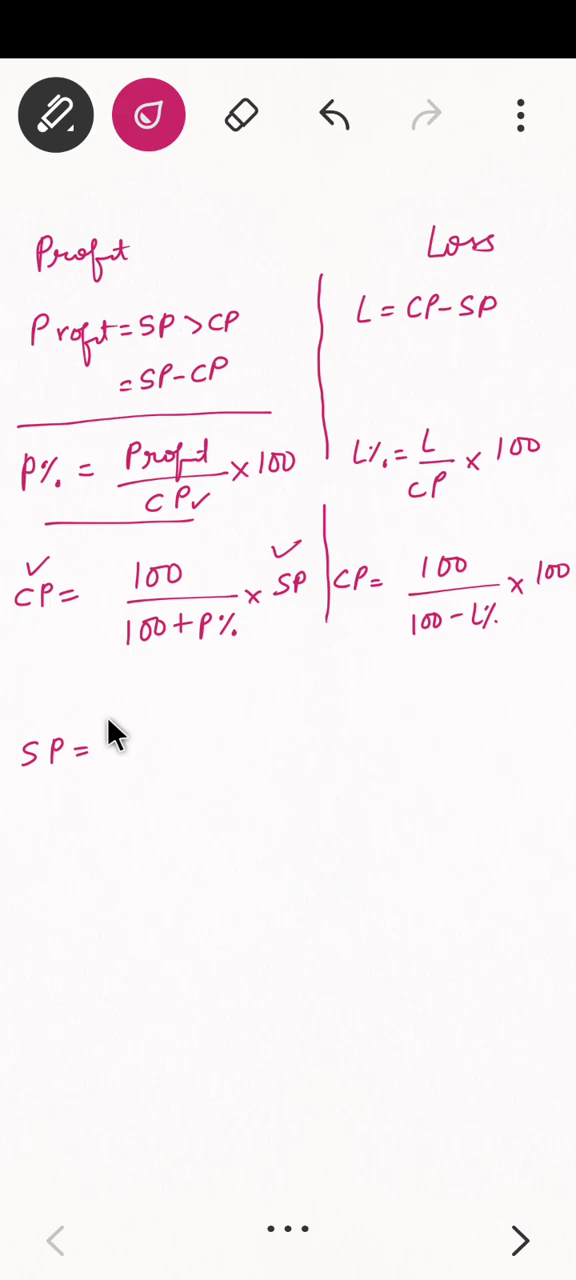 Profit
Profit = SP > CP
= SP - CP
P% = Profit / CP ✓ × 100
✓ CP = 100 / 100 + P% × SP ✓
SP =
Loss
L = CP - SP
L% = L / CP × 100
CP = 100 / 100 - L% × 100